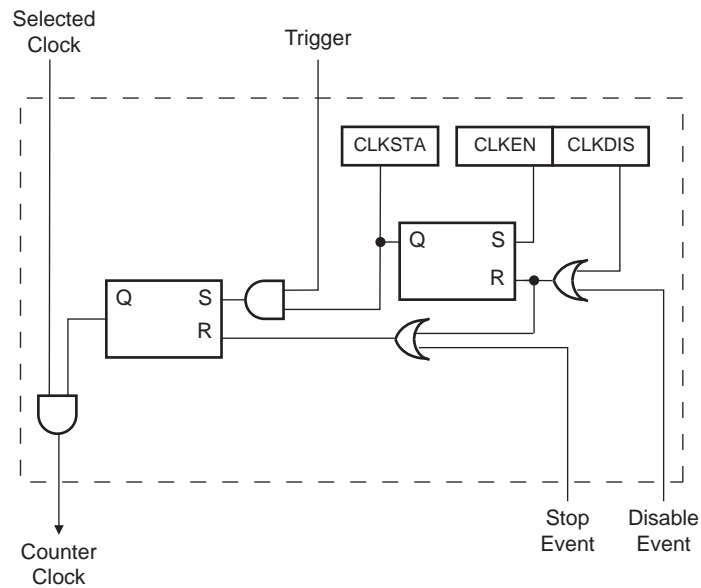 Selected
Clock
Trigger
CLKSTA
CLKEN
CLKDIS
Q
S
R
Q
S
R
Stop
Event
Disable
Event
Counter
Clock